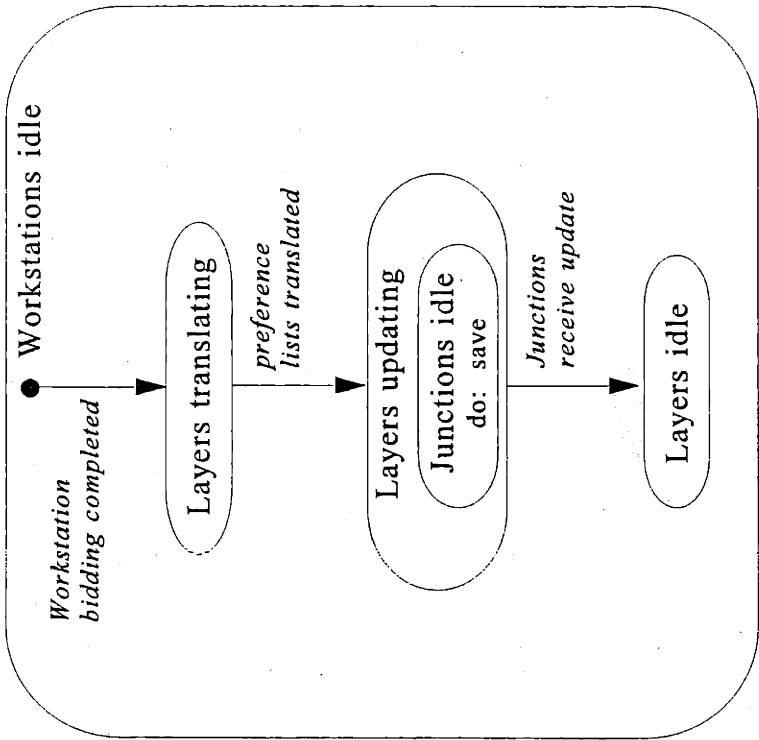 Workstations idle
Workstation
bidding completed
Layers translating
preference
lists translated
Layers updating
Junctions idle
do: save
Junctions
receive update
Layers idle